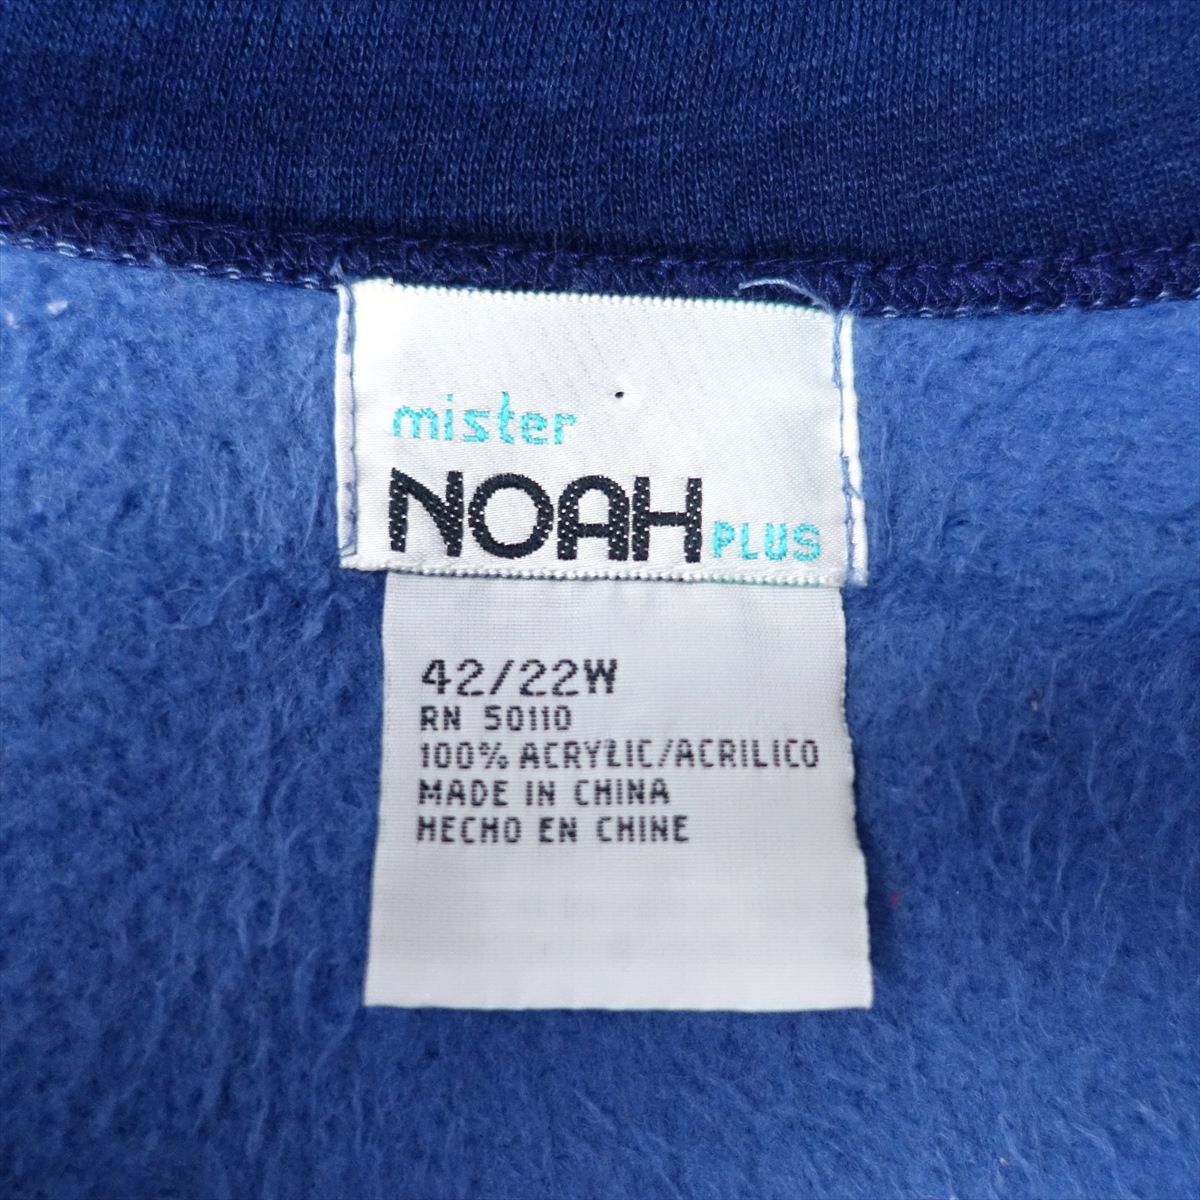 mister
NOAH PLUS
42/22W
RN 50110
100% ACRYLIC/ACRILICO
MADE IN CHINA
HECHO EN CHINE